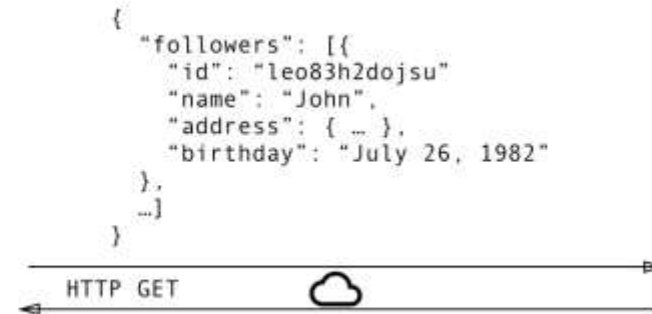 {
"followers": [{
"id": "leo83h2dojsu"
"name": "John",
"address": { … },
"birthday": "July 26, 1982"
},
…]
}
HTTP GET